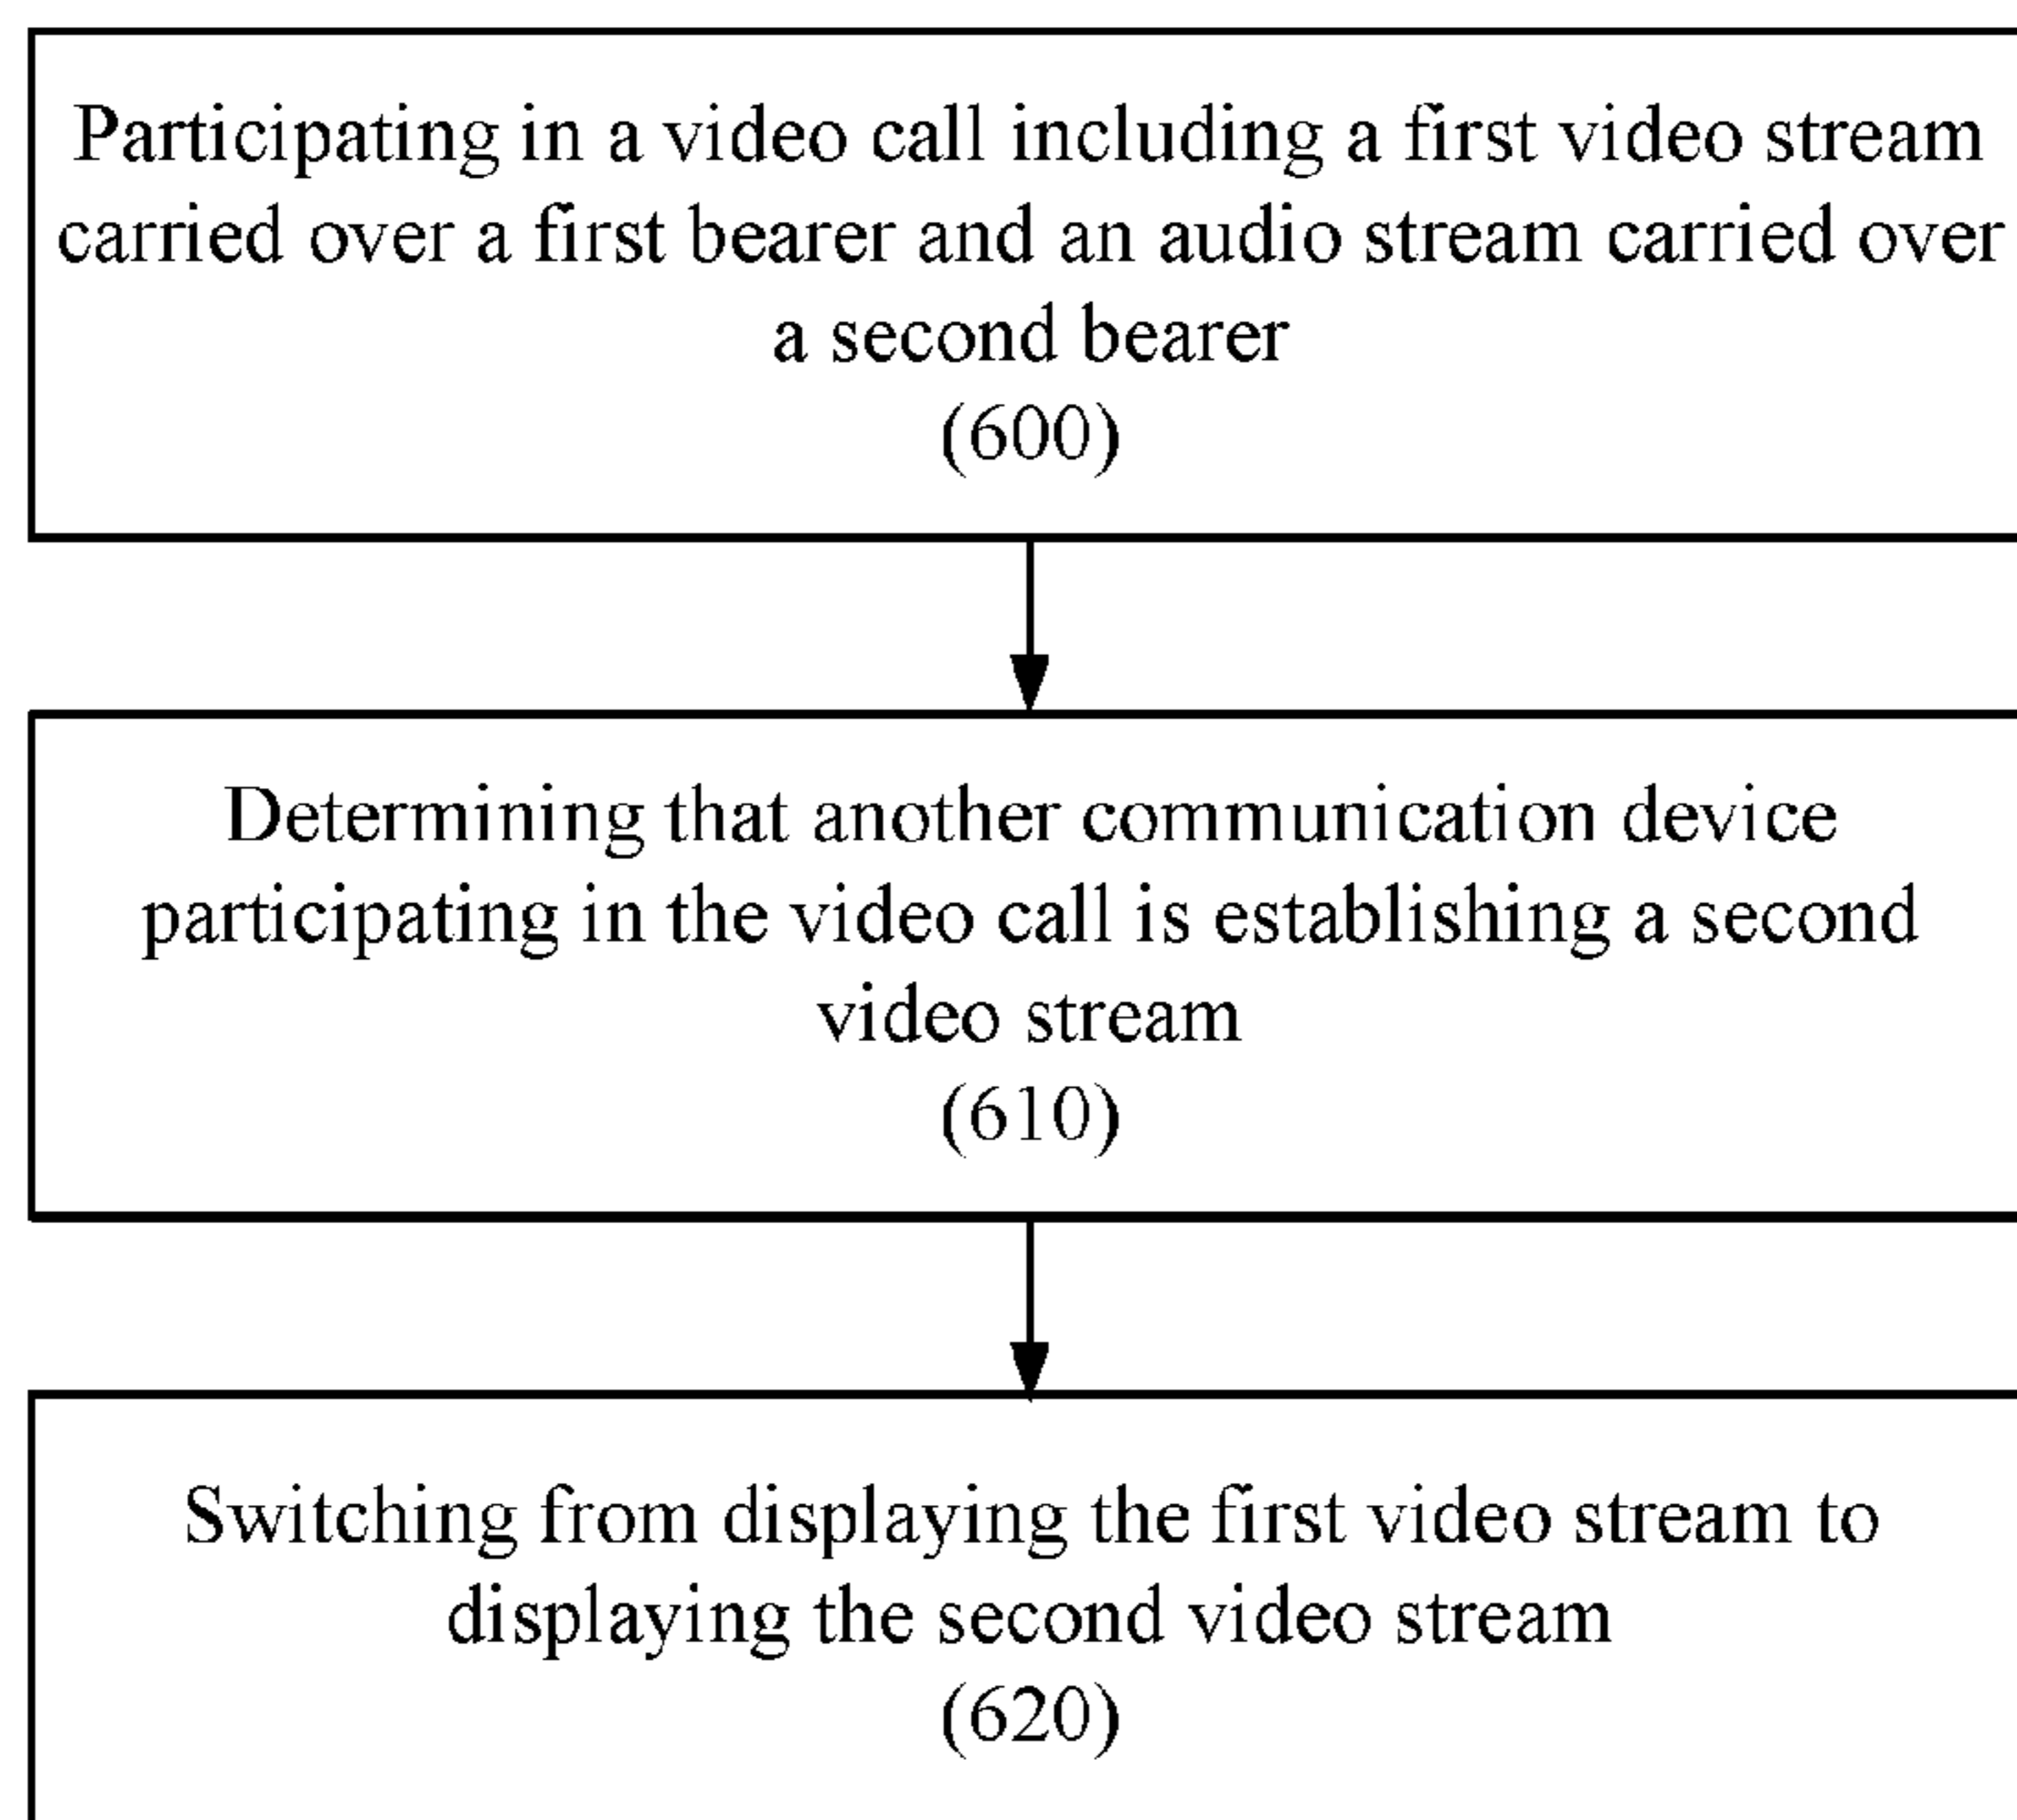 Participating in a video call including a first video stream
carried over a first bearer and an audio stream carried over
a second bearer
(600)
Determining that another communication device
participating in the video call is establishing a second
video stream
(610)
Switching from displaying the first video stream to
displaying the second video stream
(620)